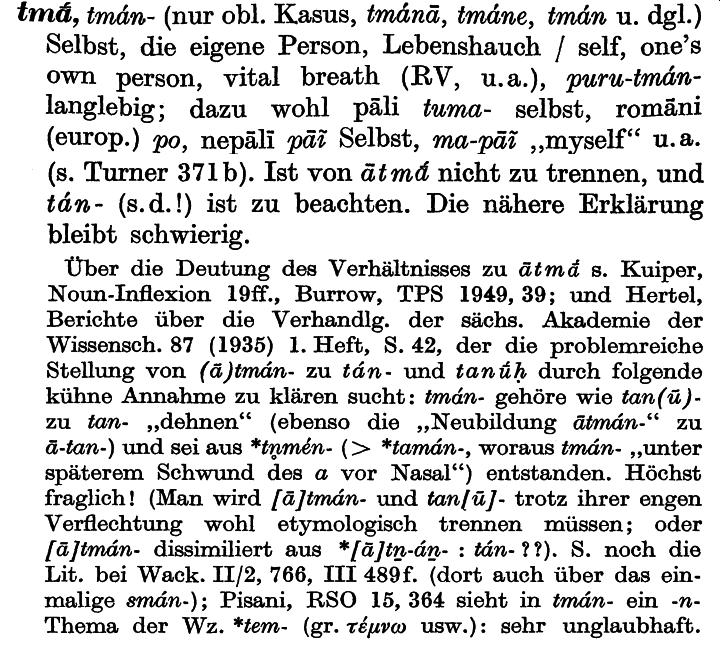 tmā́, tmán- (nur obl. Kasus, tmánā, tmáne, tmán u. dgl.)
Selbst, die eigene Person, Lebenshauch / self, one's
own person, vital breath (RV, u. a.), puru-tmán-
langlebig; dazu wohl pāli tuma- selbst, romāni
(europ.) po, nepālī pāĩ Selbst, ma-pāĩ „myself“ u. a.
(s. Turner 371b). Ist von ātmā́ nicht zu trennen, und
tán- (s. d.!) ist zu beachten. Die nähere Erklärung
bleibt schwierig.
Über die Deutung des Verhältnisses zu ātmā́ s. Kuiper,
Noun-Inflexion 19ff., Burrow, TPS 1949, 39; und Hertel,
Berichte über die Verhandlg. der sächs. Akademie der
Wissensch. 87 (1935) 1. Heft, S. 42, der die problemreiche
Stellung von (ā)tmán- zu tán- und tanū́ḥ durch folgende
kühne Annahme zu klären sucht: tmán- gehöre wie tan(ū)-
zu tan- „dehnen“ (ebenso die „Neubildung ātmán-“ zu
ā-tan-) und sei aus *tn̥mén- (> *tamán-, woraus tmán- „unter
späterem Schwund des a vor Nasal“) entstanden. Höchst
fraglich! (Man wird [ā]tmán- und tan[ū]- trotz ihrer engen
Verflechtung wohl etymologisch trennen müssen; oder
[ā]tmán- dissimiliert aus *[ā]tn̲-án̲- : tán- ??). S. noch die
Lit. bei Wack. II/2, 766, III 489f. (dort auch über das ein-
malige smán-); Pisani, RSO 15, 364 sieht in tmán- ein -n-
Thema der Wz. *tem- (gr. τέμνω usw.): sehr unglaubhaft.